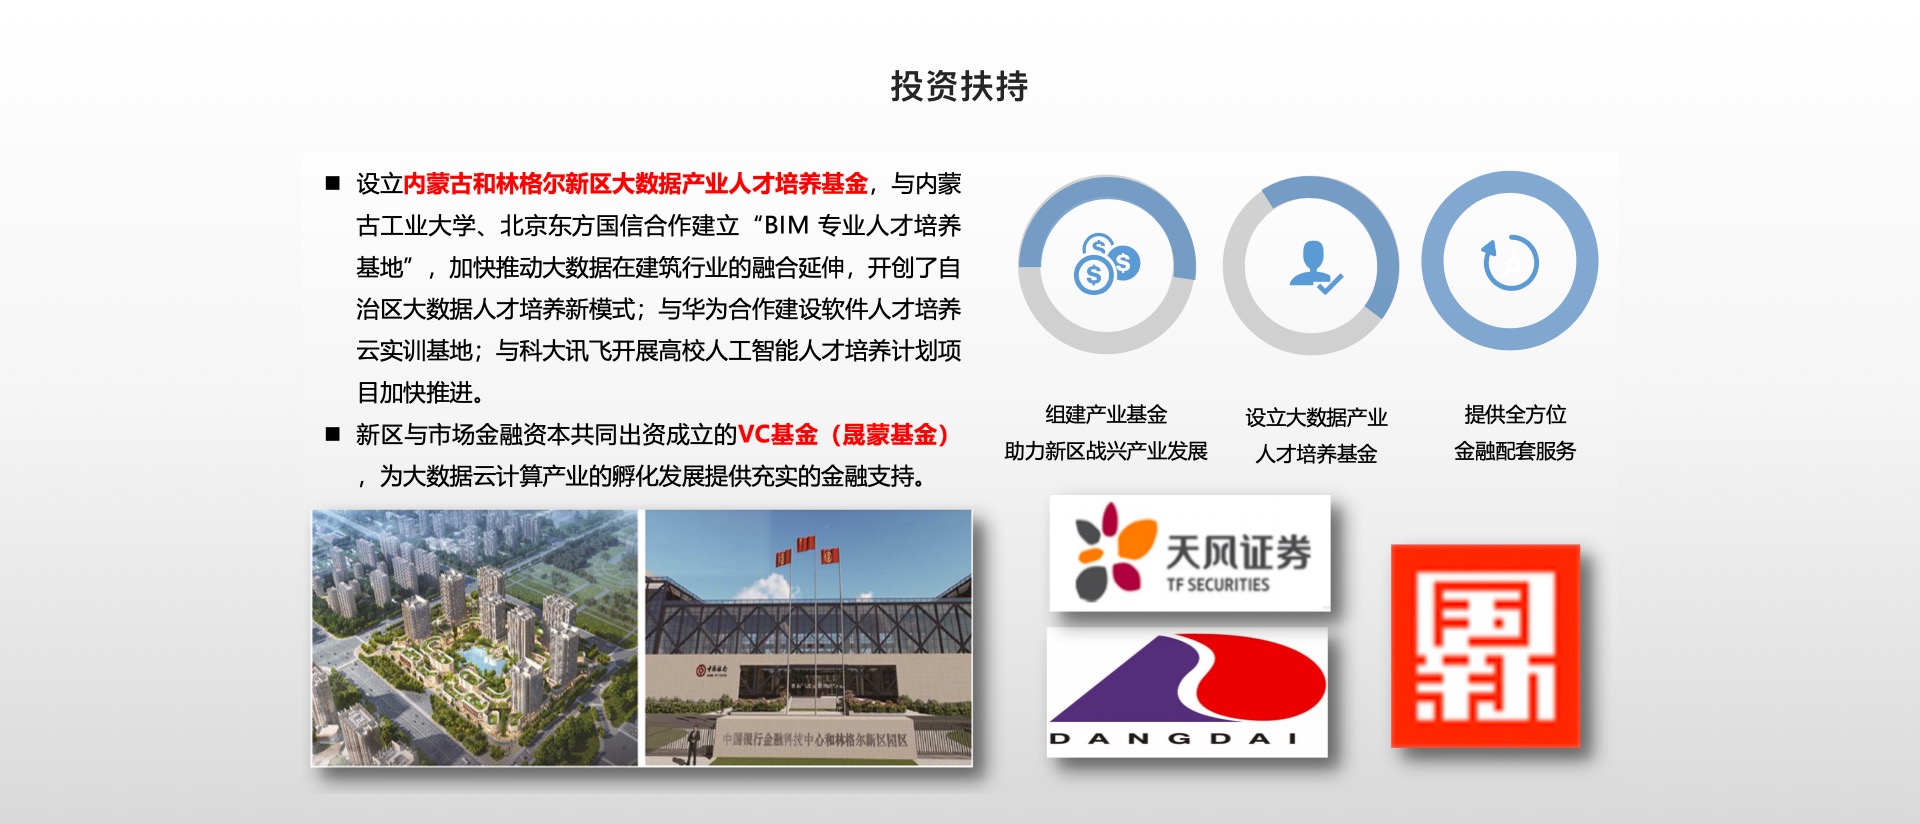 投资扶持
■ 设立内蒙古和林格尔新区大数据产业人才培养基金，与内蒙
古工业大学、北京东方国信合作建立“BIM 专业人才培养
基地”，加快推动大数据在建筑行业的融合延伸，开创了自
治区大数据人才培养新模式；与华为合作建设软件人才培养
云实训基地；与科大讯飞开展高校人工智能人才培养计划项
目加快推进。
■ 新区与市场金融资本共同出资成立的VC基金（晟蒙基金）
，为大数据云计算产业的孵化发展提供充实的金融支持。
组建产业基金
助力新区战兴产业发展
设立大数据产业
人才培养基金
提供全方位
金融配套服务
天风证券
TF SECURITIES
DANGDAI
中国银行
中国银行金融科技中心和林格尔新区园区